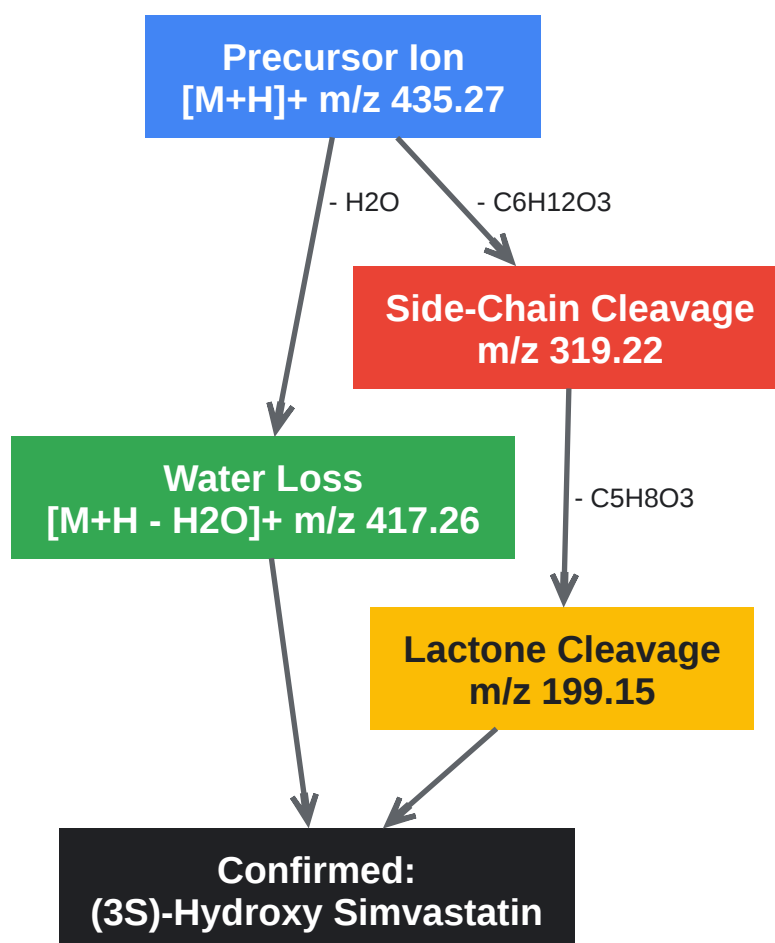 Precursor Ion
[M+H]+ m/z 435.27
- H2O
- C6H12O3
Side-Chain Cleavage
m/z 319.22
Water Loss
[M+H - H2O]+ m/z 417.26
- C5H8O3
Lactone Cleavage
m/z 199.15
Confirmed:
(3S)-Hydroxy Simvastatin